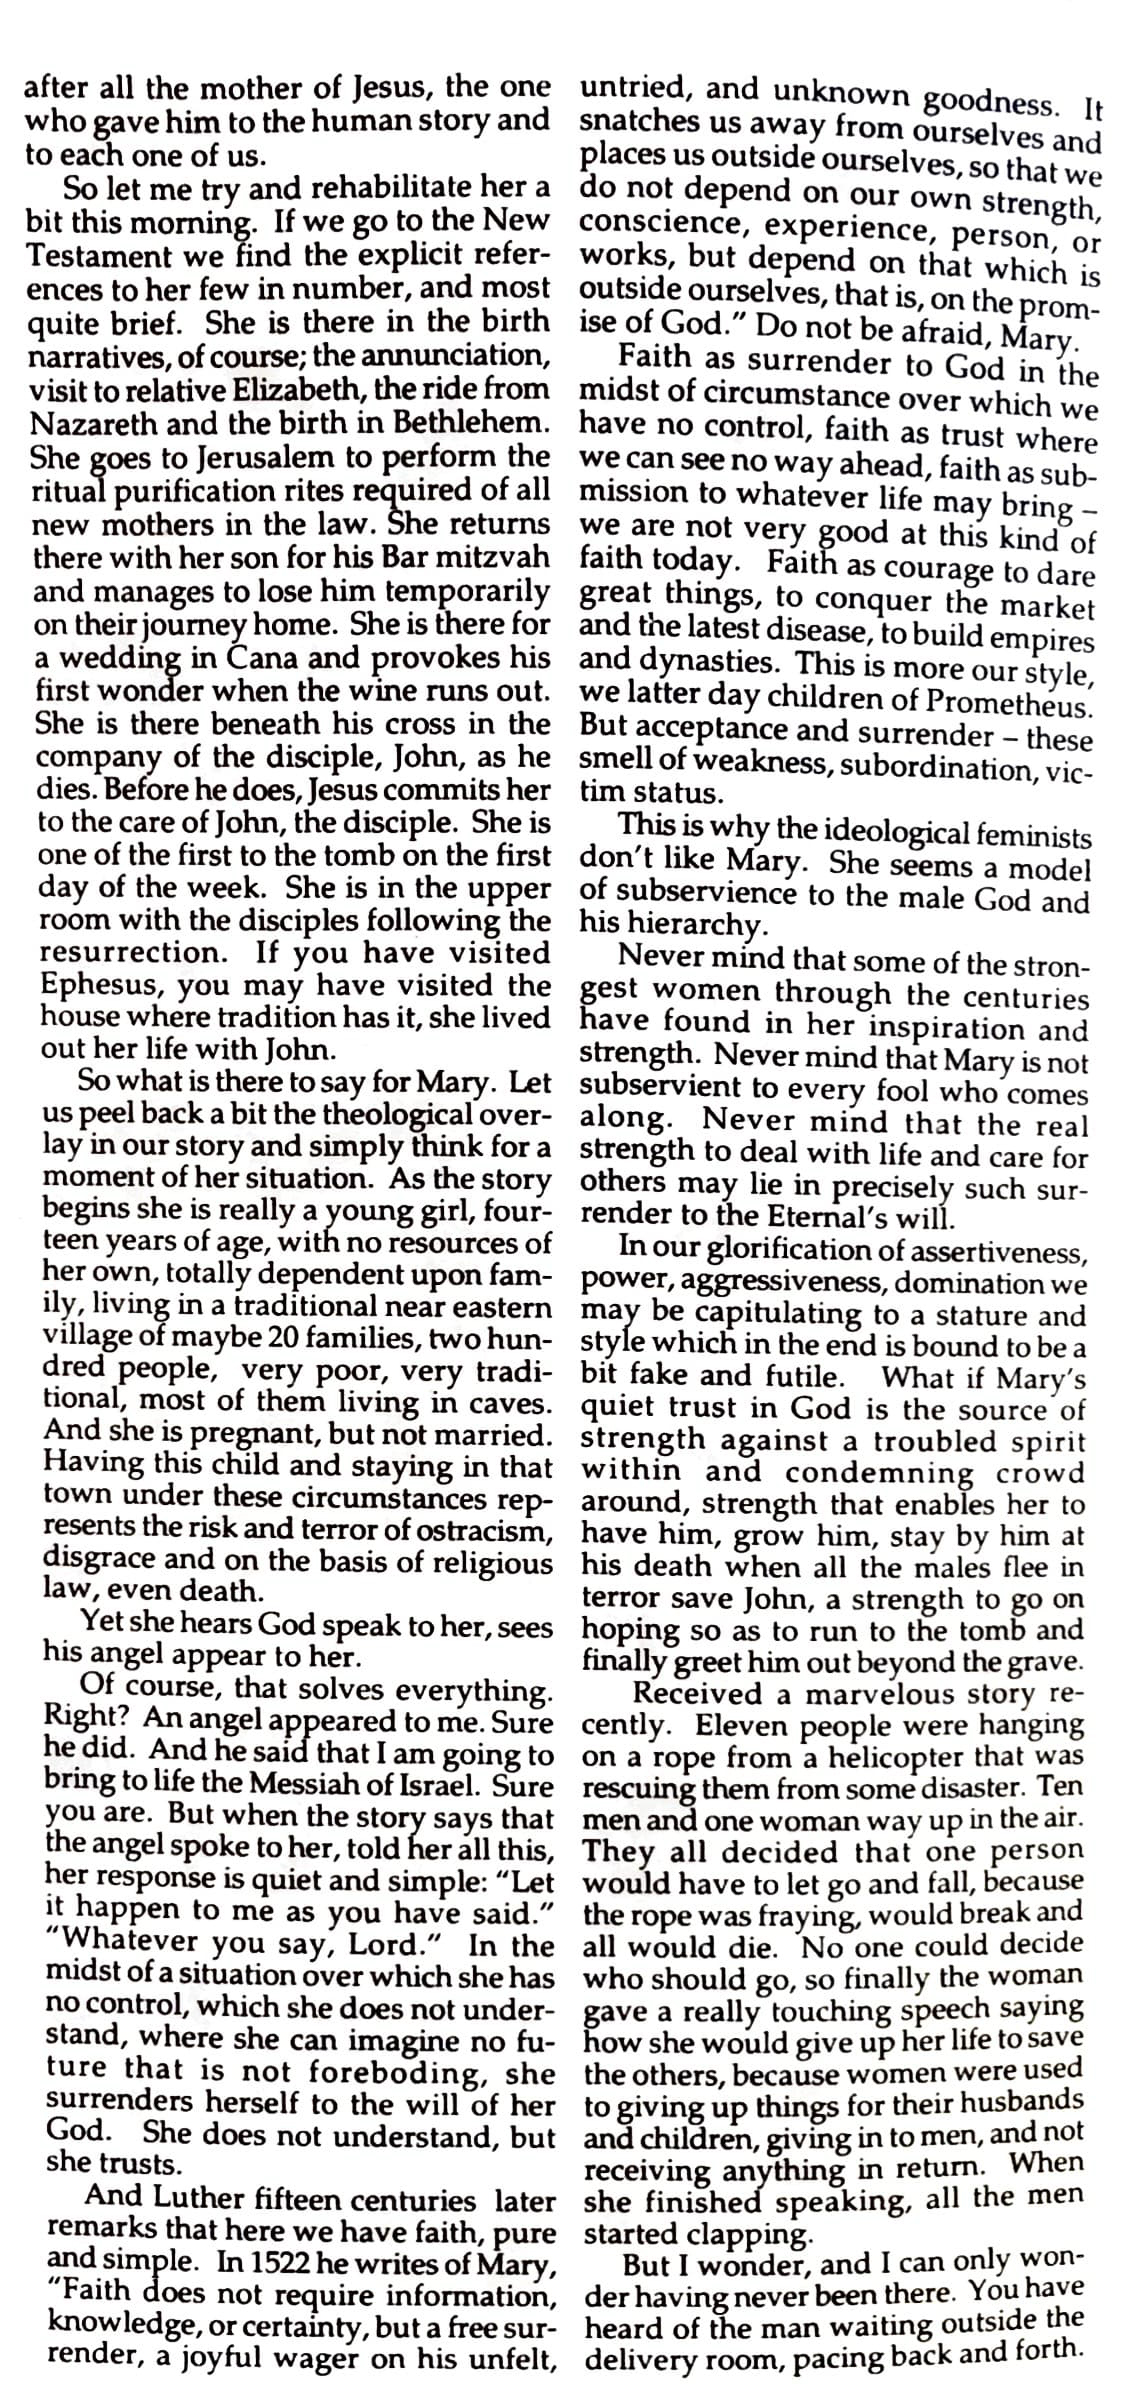 after all the mother of Jesus, the one
who gave him to the human story and
to each one of us.
So let me try and rehabilitate her a
bit this morning. If we go to the New
Testament we find the explicit refer-
ences to her few in number, and most
quite brief. She is there in the birth
narratives, of course; the annunciation,
visit to relative Elizabeth, the ride from
Nazareth and the birth in Bethlehem.
She goes to Jerusalem to perform the
ritual purification rites required of all
new mothers in the law. She returns
there with her son for his Bar mitzvah
and manages to lose him temporarily
on their journey home. She is there for
a wedding in Cana and provokes his
first wonder when the wine runs out.
She is there beneath his cross in the
company of the disciple, John, as he
dies. Before he does, Jesus commits her
to the care of John, the disciple. She is
one of the first to the tomb on the first
day of the week. She is in the upper
room with the disciples following the
resurrection. If you have visited
Ephesus, you may have visited the
house where tradition has it, she lived
out her life with John.
So what is there to say for Mary. Let
us peel back a bit the theological over-
lay in our story and simply think for a
moment of her situation. As the story
begins she is really a young girl, four-
teen years of age, with no resources of
her own, totally dependent upon fam-
ily, living in a traditional near eastern
village of maybe 20 families, two hun-
dred people, very poor, very tradi-
tional, most of them living in caves.
And she is pregnant, but not married.
Having this child and staying in that
town under these circumstances rep-
resents the risk and terror of ostracism,
disgrace and on the basis of religious
law, even death.
Yet she hears God speak to her, sees
his angel appear to her.
Of course, that solves everything.
Right? An angel appeared to me. Sure
he did. And he said that I am going to
bring to life the Messiah of Israel. Sure
you are. But when the story says that
the angel spoke to her, told her all this,
her response is quiet and simple: "Let
it happen to me as you have said."
"Whatever you say, Lord." In the
midst of a situation over which she has
no control, which she does not under-
stand, where she can imagine no fu-
ture that is not foreboding, she
surrenders herself to the will of her
God. She does not understand, but
she trusts.
And Luther fifteen centuries later
remarks that here we have faith, pure
and simple. In 1522 he writes of Mary,
"Faith does not require information,
knowledge, or certainty, but a free sur-
render, a joyful wager on his unfelt,
untried, and unknown goodness. It
snatches us away from ourselves and
places us outside ourselves, so that we
do not depend on our own strength,
conscience, experience, person, or
works, but depend on that which is
outside ourselves, that is, on the prom-
ise of God." Do not be afraid, Mary.
Faith as surrender to God in the
midst of circumstance over which we
have no control, faith as trust where
we can see no way ahead, faith as sub-
mission to whatever life may bring –
we are not very good at this kind of
faith today. Faith as courage to dare
great things, to conquer the market
and the latest disease, to build empires
and dynasties. This is more our style,
we latter day children of Prometheus.
But acceptance and surrender – these
smell of weakness, subordination, vic-
tim status.
This is why the ideological feminists
don't like Mary. She seems a model
of subservience to the male God and
his hierarchy.
Never mind that some of the stron-
gest women through the centuries
have found in her inspiration and
strength. Never mind that Mary is not
subservient to every fool who comes
along. Never mind that the real
strength to deal with life and care for
others may lie in precisely such sur-
render to the Eternal's will.
In our glorification of assertiveness,
power, aggressiveness, domination we
may be capitulating to a stature and
style which in the end is bound to be a
bit fake and futile. What if Mary's
quiet trust in God is the source of
strength against a troubled spirit
within and condemning crowd
around, strength that enables her to
have him, grow him, stay by him at
his death when all the males flee in
terror save John, a strength to go on
hoping so as to run to the tomb and
finally greet him out beyond the grave.
Received a marvelous story re-
cently. Eleven people were hanging
on a rope from a helicopter that was
rescuing them from some disaster. Ten
men and one woman way up in the air.
They all decided that one person
would have to let go and fall, because
the rope was fraying, would break and
all would die. No one could decide
who should go, so finally the woman
gave a really touching speech saying
how she would give up her life to save
the others, because women were used
to giving up things for their husbands
and children, giving in to men, and not
receiving anything in return. When
she finished speaking, all the men
started clapping.
But I wonder, and I can only won-
der having never been there. You have
heard of the man waiting outside the
delivery room, pacing back and forth.